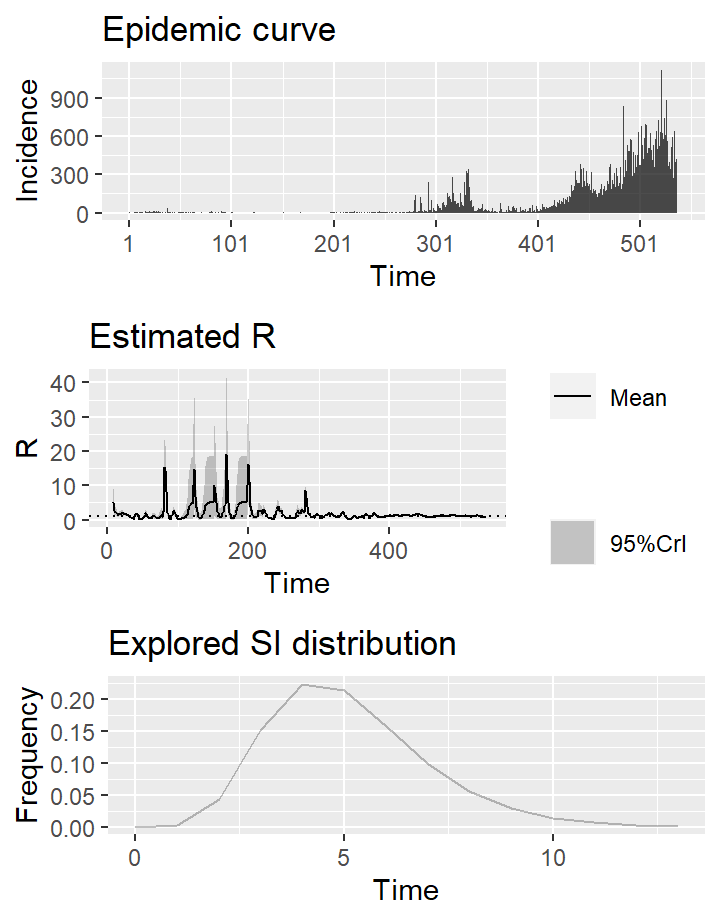 Epidemic curve
Incidence
900
600
300
0
1 101 201 301 401 501
Time
Estimated R
R
40
30
20
10
0
0 200 400
Time
Mean
95%CrI
Explored SI distribution
Frequency
0.20
0.15
0.10
0.05
0.00
0 5 10
Time